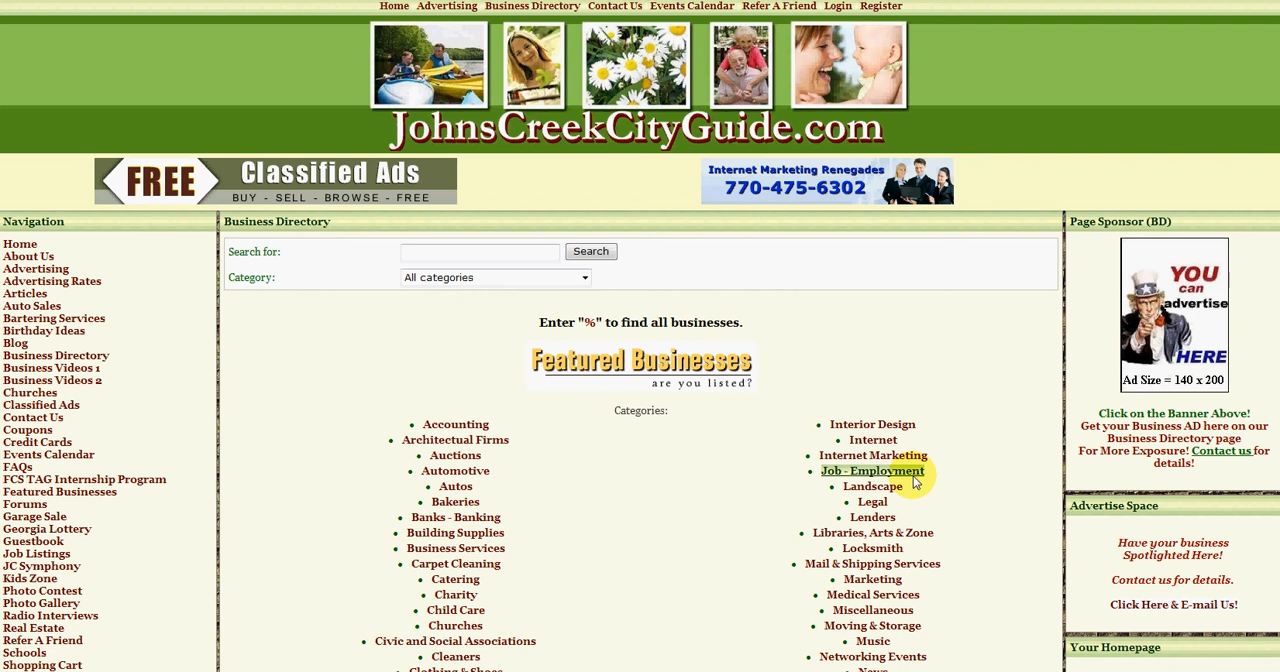 Home Advertising Business Directory Contact Us Events Calendar Refer A Friend Login Register
JohnsCreekCityGuide.com
FREE Classified Ads
BUY - SELL - BROWSE - FREE
Internet Marketing Renegades
770-475-6302
Navigation
Home
About Us
Advertising
Advertising Rates
Articles
Auto Sales
Bartering Services
Birthday Ideas
Blog
Business Directory
Business Videos 1
Business Videos 2
Churches
Classified Ads
Contact Us
Coupons
Credit Cards
Events Calendar
FAQs
FCS TAG Internship Program
Featured Businesses
Forums
Garage Sale
Georgia Lottery
Guestbook
Job Listings
JC Symphony
Kids Zone
Photo Contest
Photo Gallery
Radio Interviews
Real Estate
Refer A Friend
Schools
Shopping Cart
Business Directory
Search for:
Search
Category:
All categories
Enter "%" to find all businesses.
Featured Businesses
are you listed?
Categories:
Accounting
Architectural Firms
Auctions
Automotive
Autos
Bakeries
Banks - Banking
Building Supplies
Business Services
Carpet Cleaning
Catering
Charity
Child Care
Churches
Civic and Social Associations
Cleaners
Clothing & Shoes
Interior Design
Internet
Internet Marketing
Job - Employment
Landscape
Legal
Lenders
Libraries, Arts & Zone
Locksmith
Mail & Shipping Services
Marketing
Medical Services
Miscellaneous
Moving & Storage
Music
Networking Events
News
Page Sponsor (BD)
YOU
can
advertise
HERE
Ad Size = 140 x 200
Click on the Banner Above!
Get your Business AD here on our
Business Directory page
For More Exposure! Contact us for
details!
Advertise Space
Have your business
Spotlighted Here!
Contact us for details.
Click Here & E-mail Us!
Your Homepage